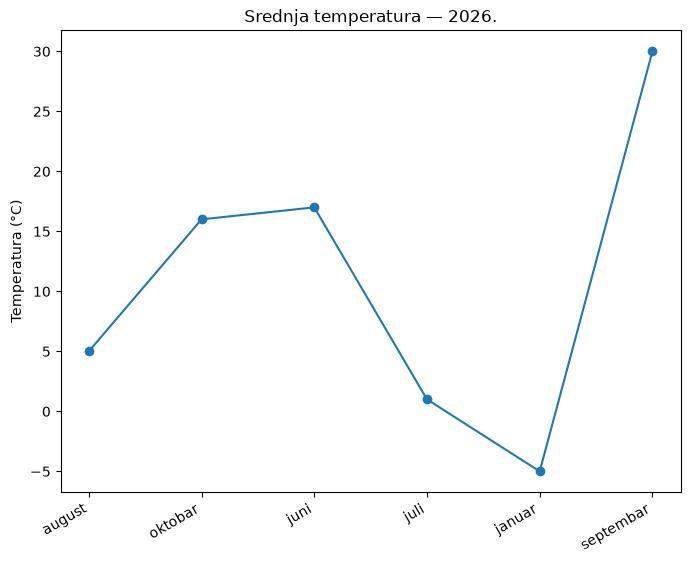 Srednja temperatura — 2026.
Temperatura (°C)
30
25
20
15
10
5
0
−5
august
oktobar
juni
juli
januar
septembar